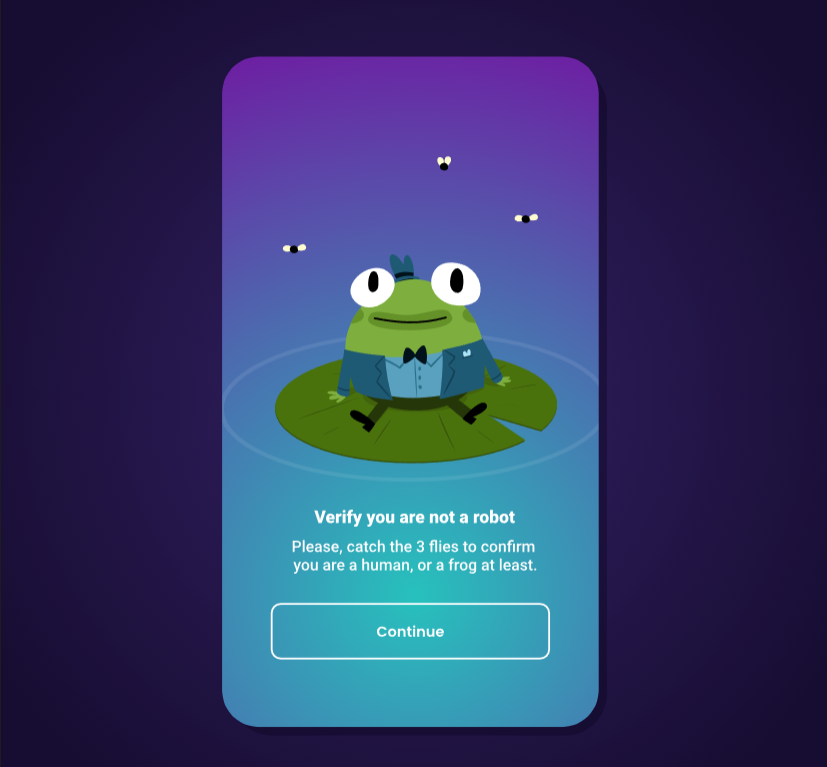 Verify you are not a robot
Please, catch the 3 flies to confirm
you are a human, or a frog at least.
Continue